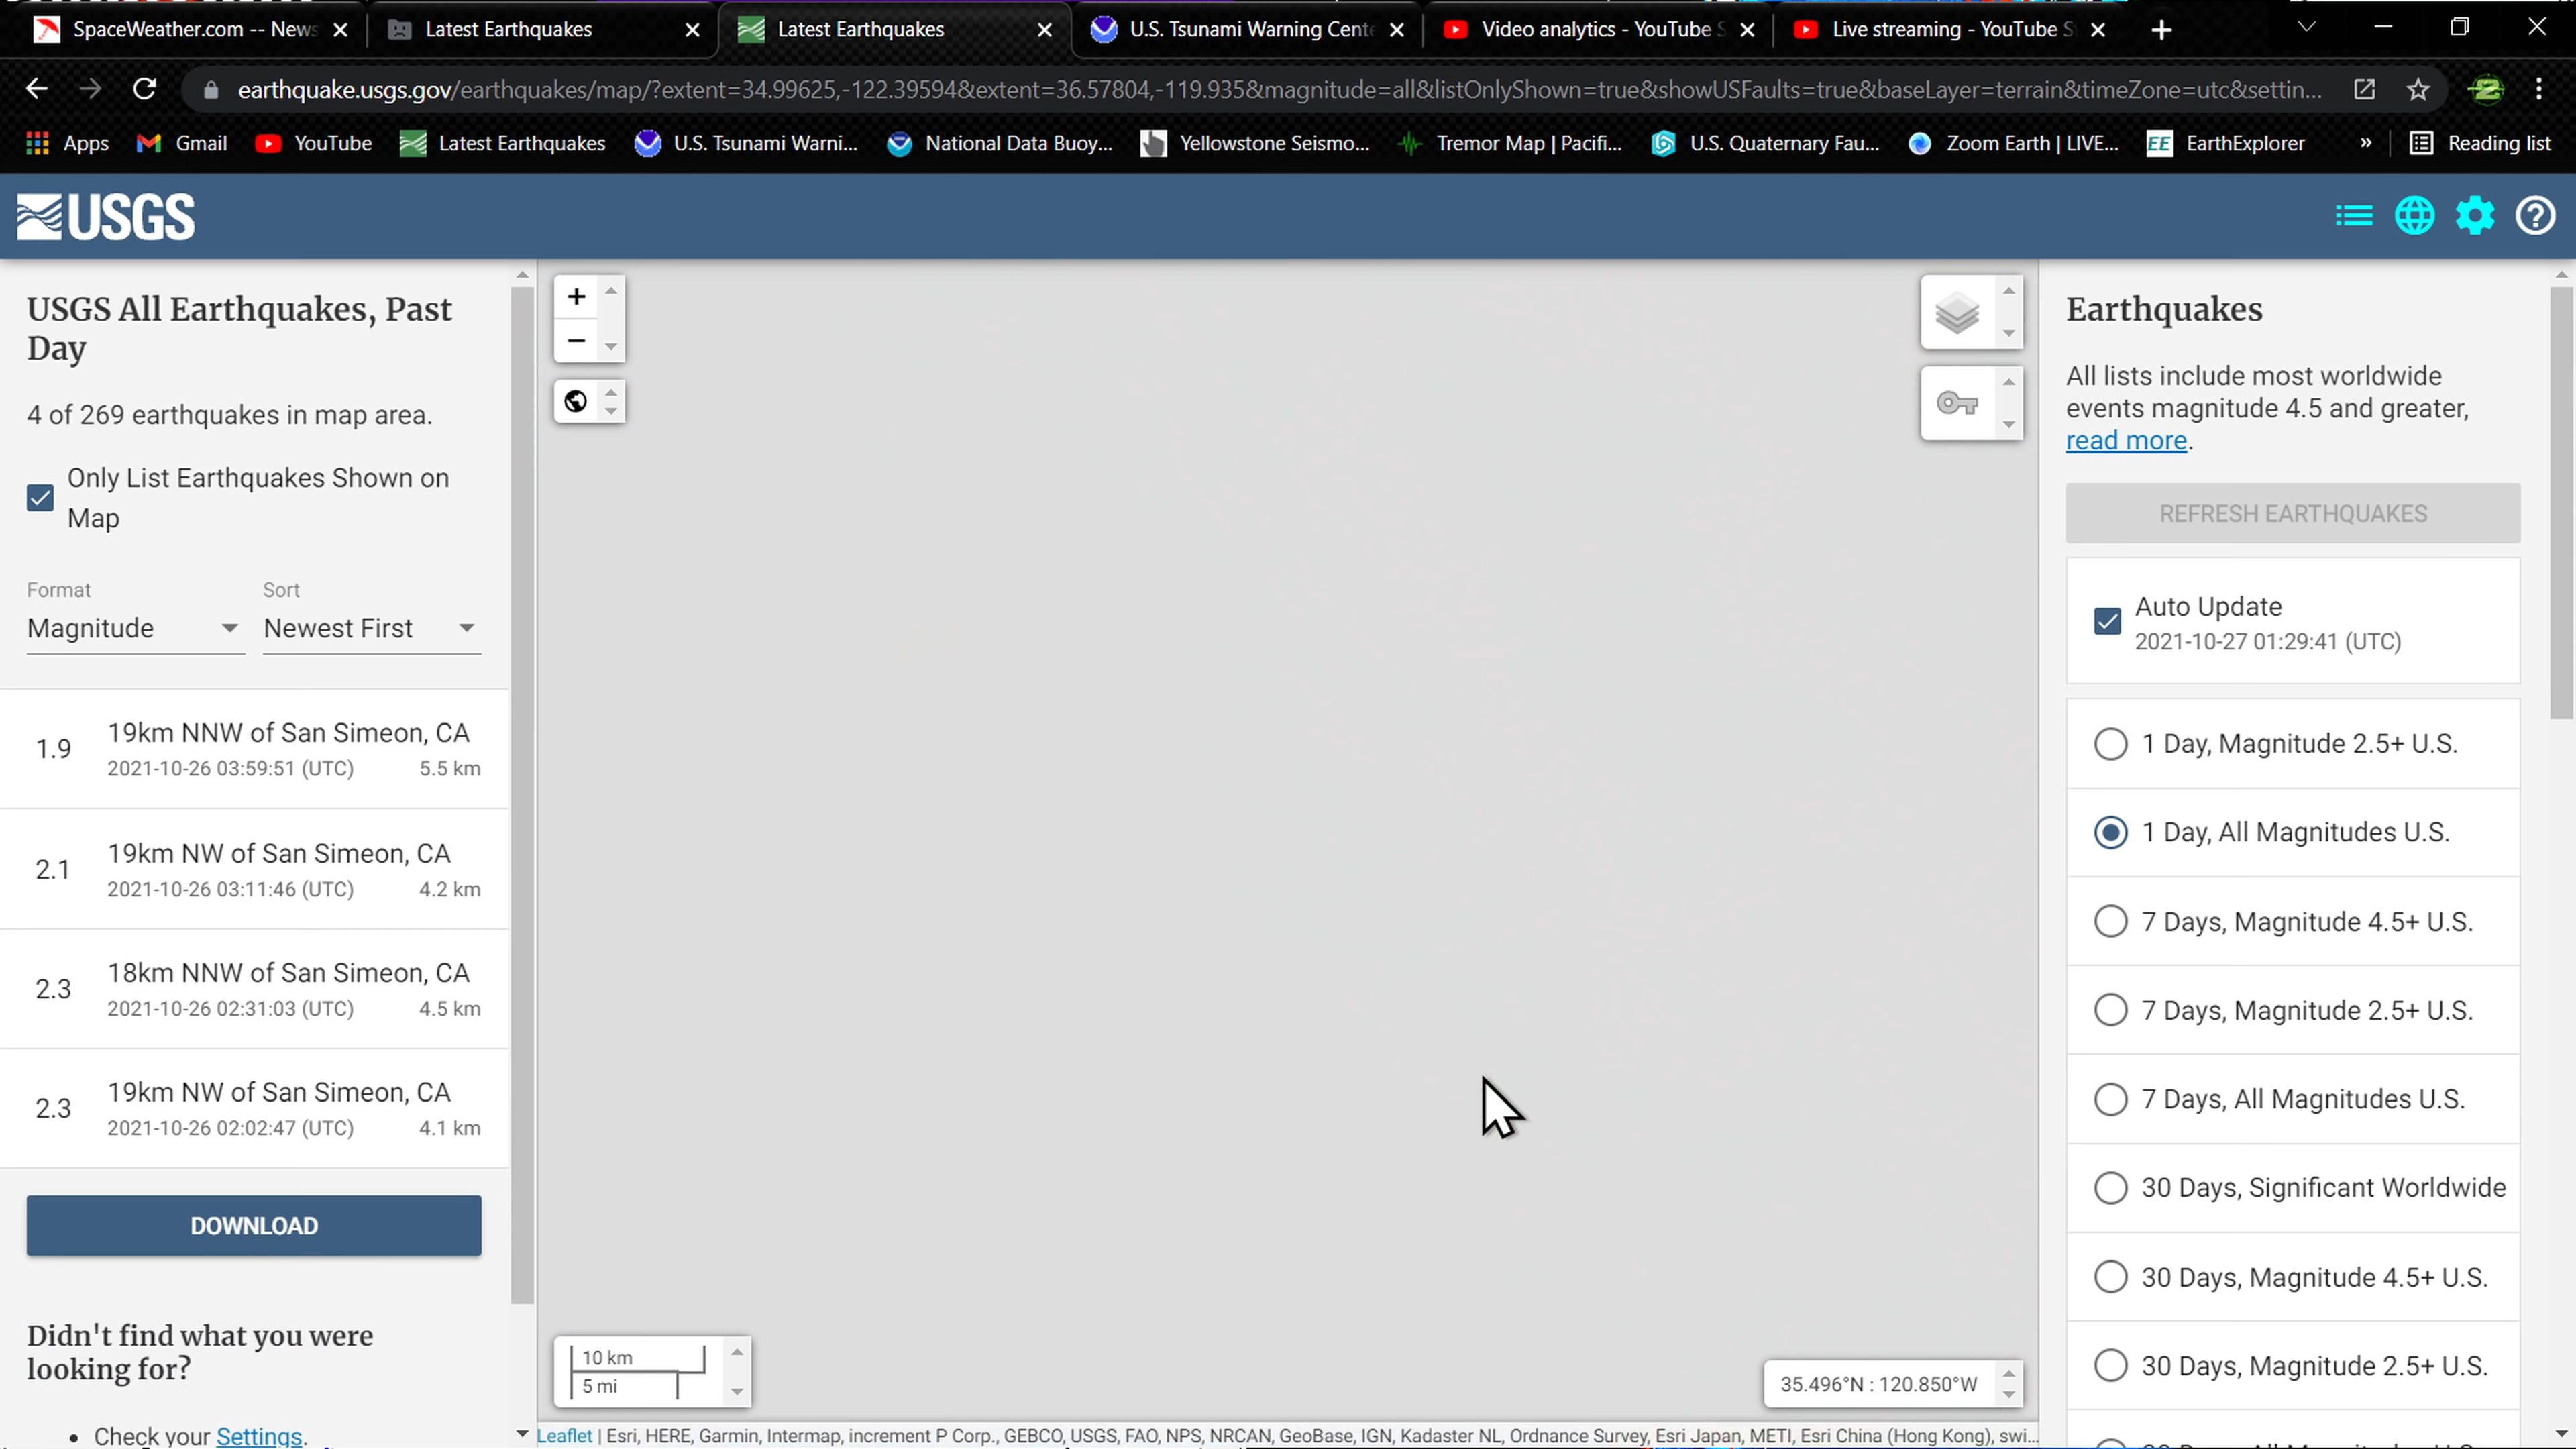 SpaceWeather.com -- News
Latest Earthquakes
Latest Earthquakes
U.S. Tsunami Warning Cente
Video analytics - YouTube S
Live streaming - YouTube S
earthquake.usgs.gov/earthquakes/map/?extent=34.99625,-122.39594&extent=36.57804,-119.935&magnitude=all&listOnlyShown=true&showUSFaults=true&baseLayer=terrain&timeZone=utc&settin...
Apps
Gmail
YouTube
Latest Earthquakes
U.S. Tsunami Warni...
National Data Buoy...
Yellowstone Seismo...
Tremor Map | Pacifi...
U.S. Quaternary Fau...
Zoom Earth | LIVE...
EE EarthExplorer
»
Reading list
USGS
USGS All Earthquakes, Past
Day
4 of 269 earthquakes in map area.
Only List Earthquakes Shown on
Map
Format
Sort
Magnitude
Newest First
1.9
19km NNW of San Simeon, CA
2021-10-26 03:59:51 (UTC) 5.5 km
2.1
19km NW of San Simeon, CA
2021-10-26 03:11:46 (UTC) 4.2 km
2.3
18km NNW of San Simeon, CA
2021-10-26 02:31:03 (UTC) 4.5 km
2.3
19km NW of San Simeon, CA
2021-10-26 02:02:47 (UTC) 4.1 km
DOWNLOAD
Didn't find what you were
looking for?
• Check your Settings.
+
−
10 km
5 mi
35.496°N : 120.850°W
Leaflet | Esri, HERE, Garmin, Intermap, increment P Corp., GEBCO, USGS, FAO, NPS, NRCAN, GeoBase, IGN, Kadaster NL, Ordnance Survey, Esri Japan, METI, Esri China (Hong Kong), swi...
Earthquakes
All lists include most worldwide
events magnitude 4.5 and greater,
read more.
REFRESH EARTHQUAKES
Auto Update
2021-10-27 01:29:41 (UTC)
1 Day, Magnitude 2.5+ U.S.
1 Day, All Magnitudes U.S.
7 Days, Magnitude 4.5+ U.S.
7 Days, Magnitude 2.5+ U.S.
7 Days, All Magnitudes U.S.
30 Days, Significant Worldwide
30 Days, Magnitude 4.5+ U.S.
30 Days, Magnitude 2.5+ U.S.